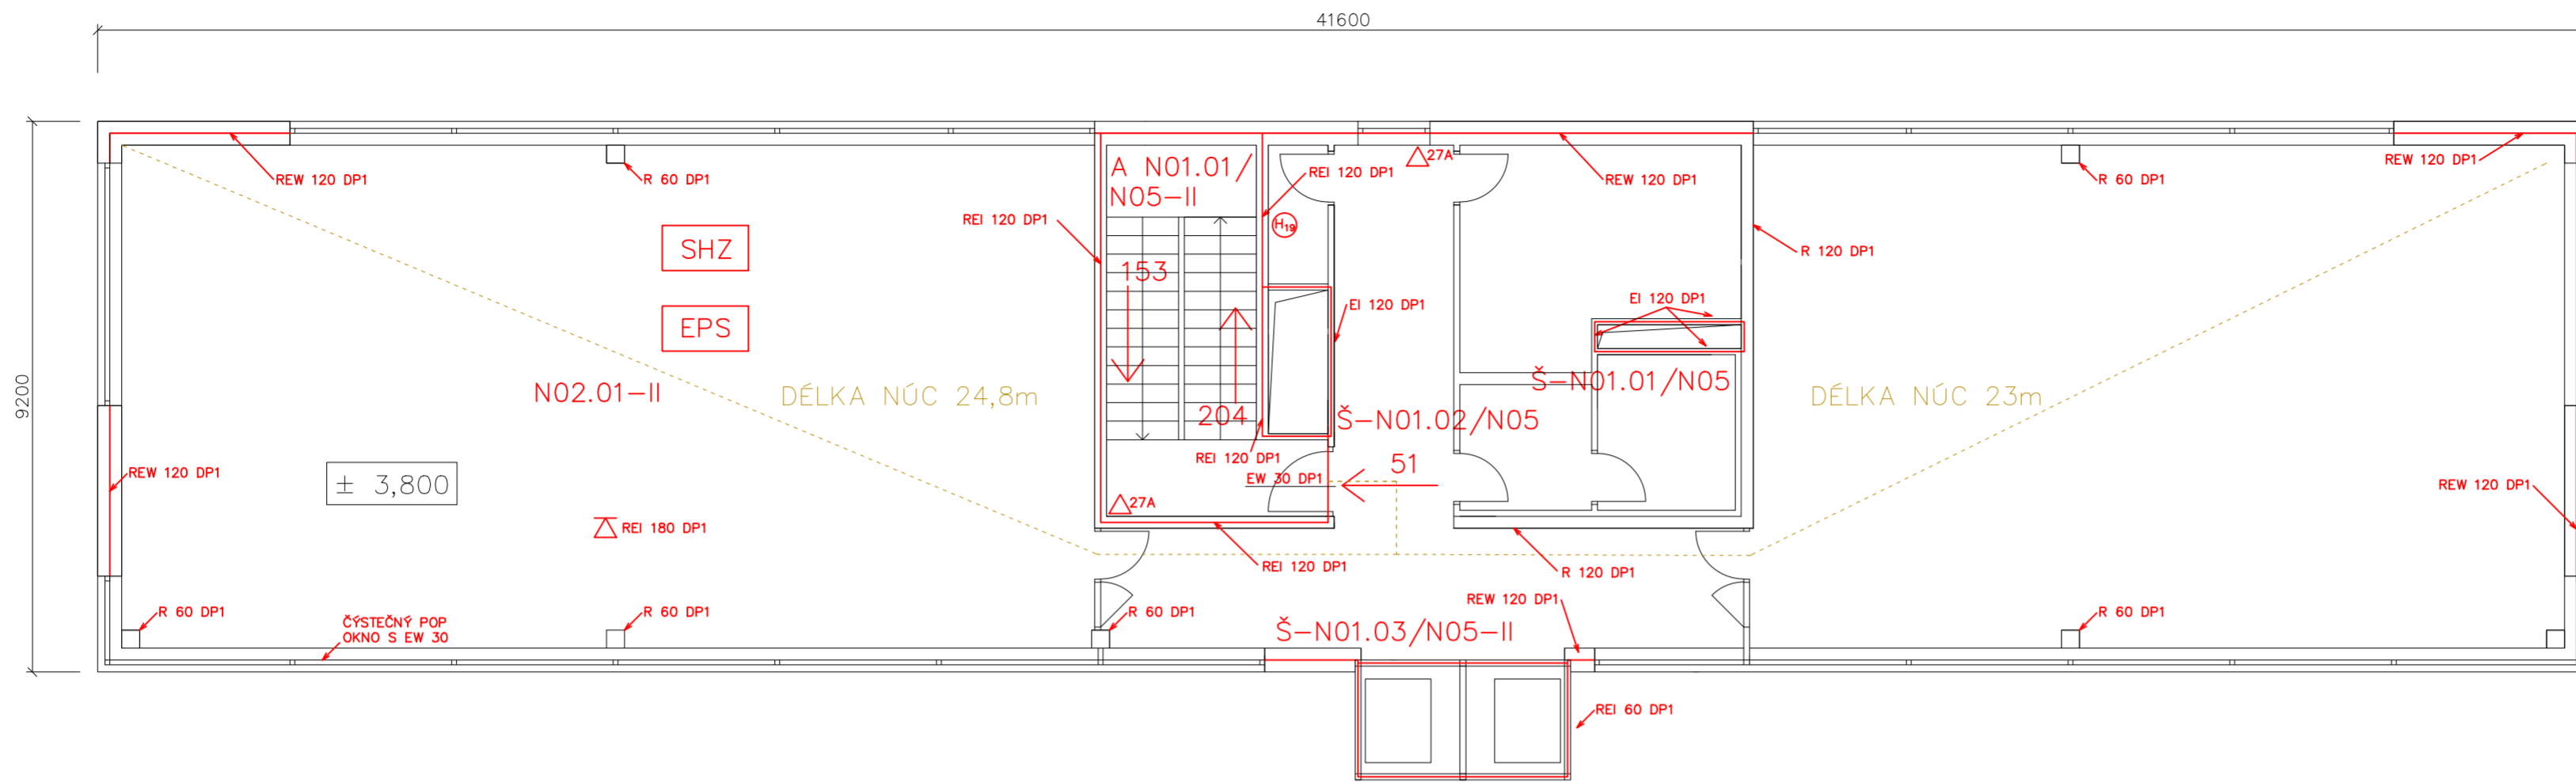 41600
REW 120 DP1
R 60 DP1
A N01.01/
N05-II
REI 120 DP1
27A
REW 120 DP1
REW 120 DP1
R 60 DP1
REI 120 DP1
H19
R 120 DP1
SHZ
153
EI 120 DP1
EI 120 DP1
EPS
9200
N02.01-II
DÉLKA NÚC 24,8m
204
Š-N01.02/N05
Š-N01.01/N05
DÉLKA NÚC 23m
REW 120 DP1
± 3,800
REI 120 DP1
EW 30 DP1
51
REW 120 DP1
27A
REI 180 DP1
REI 120 DP1
R 120 DP1
R 60 DP1
ČÝSTEČNÝ POP
OKNO S EW 30
R 60 DP1
R 60 DP1
REW 120 DP1
R 60 DP1
Š-N01.03/N05-II
REI 60 DP1